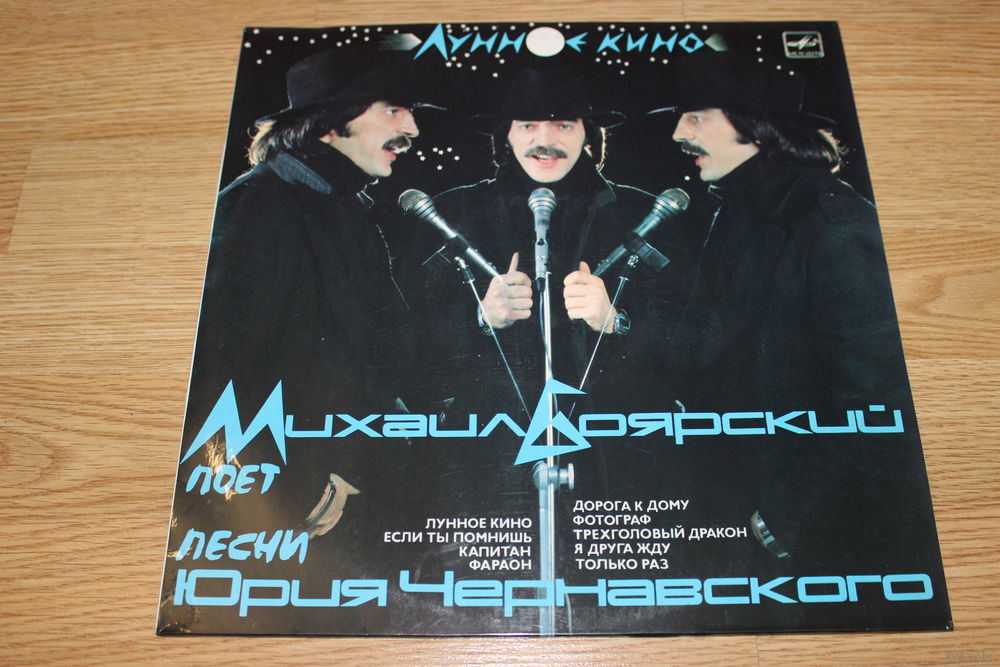 Лунное кино
Михаил Боярский
поет
песни
ЛУННОЕ КИНО
ЕСЛИ ТЫ ПОМНИШЬ
КАПИТАН
ФАРАОН
ДОРОГА К ДОМУ
ФОТОГРАФ
ТРЕХГОЛОВЫЙ ДРАКОН
Я ДРУГА ЖДУ
ТОЛЬКО РАЗ
Юрия Чернавского